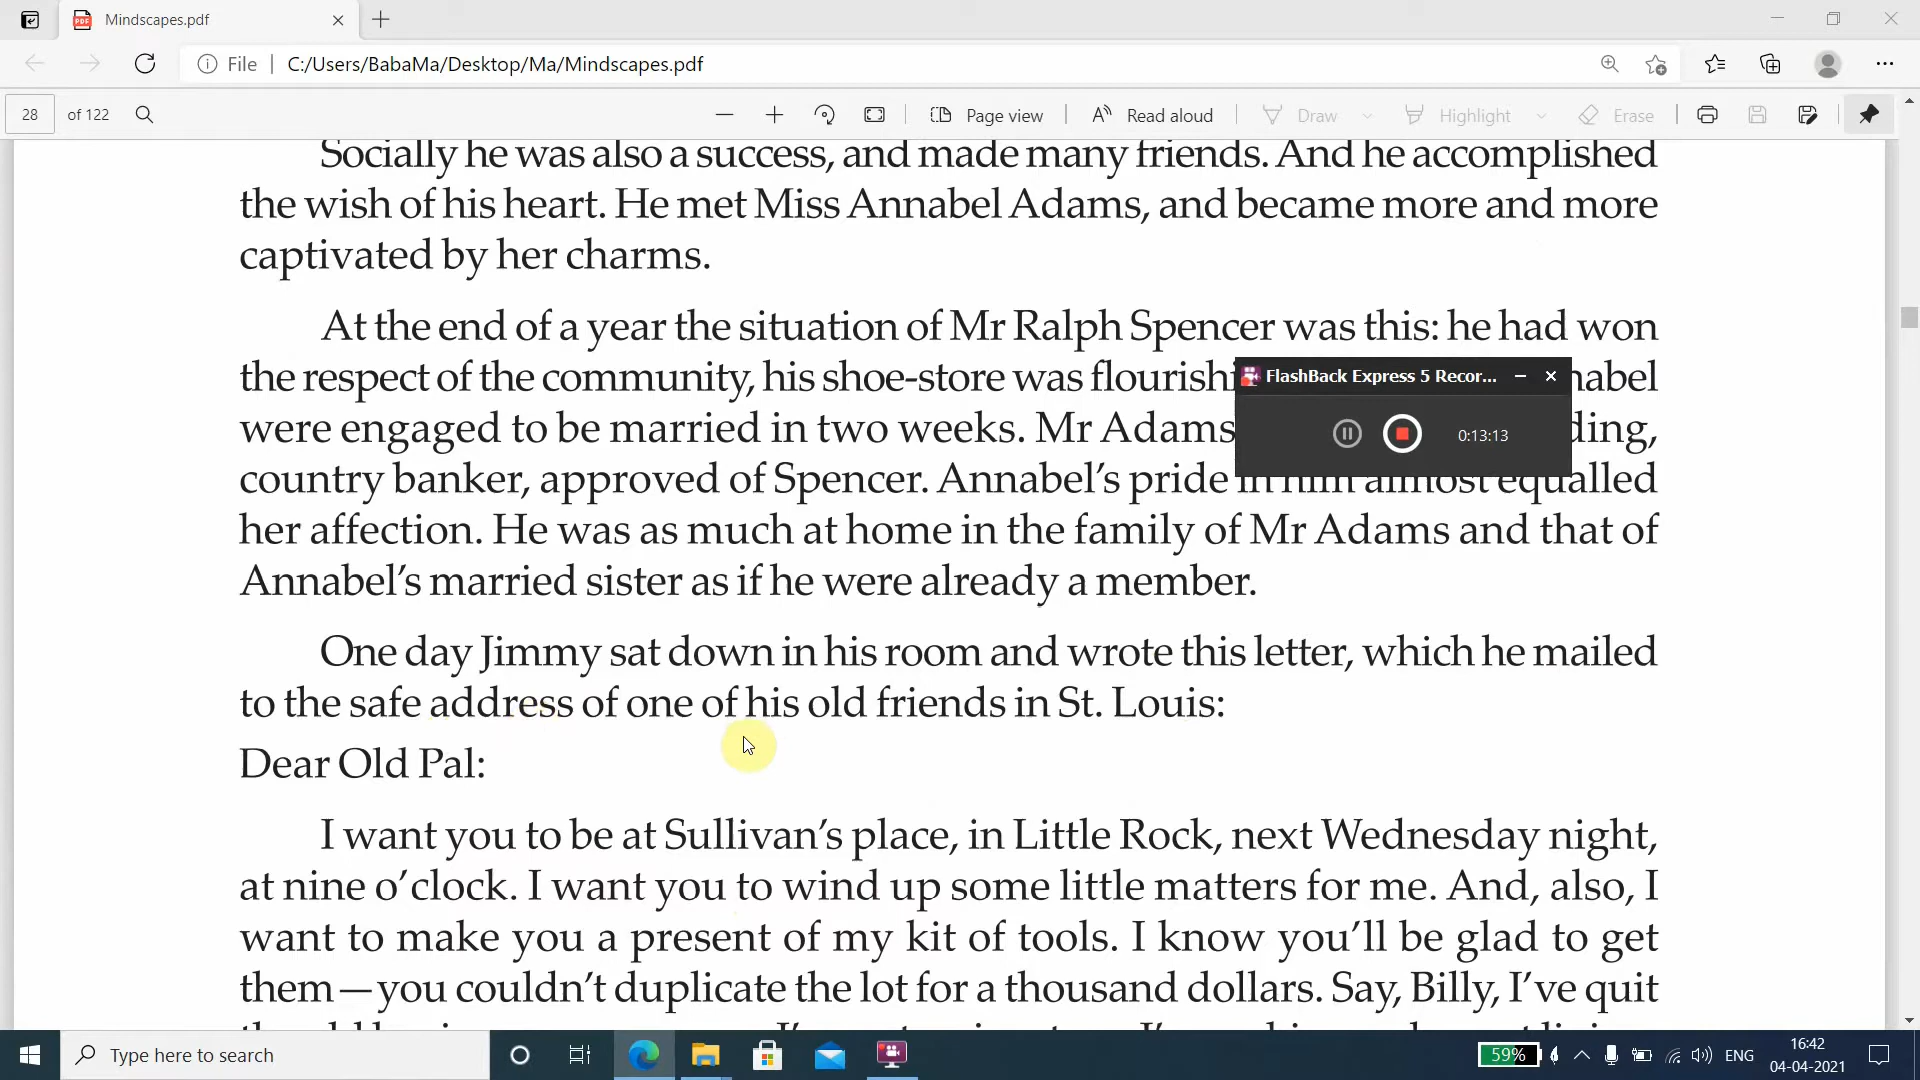 Mindscapes.pdf
File
C:/Users/BabaMa/Desktop/Ma/Mindscapes.pdf
28 of 122
Page view
Read aloud
Draw
Highlight
Erase
Socially he was also a success, and made many friends. And he accomplished
the wish of his heart. He met Miss Annabel Adams, and became more and more
captivated by her charms.
At the end of a year the situation of Mr Ralph Spencer was this: he had won
the respect of the community, his shoe-store was flourishi
FlashBack Express 5 Recor...
nabel
were engaged to be married in two weeks. Mr Adams
0:13:13
ding,
country banker, approved of Spencer. Annabel's pride in him almost equalled
her affection. He was as much at home in the family of Mr Adams and that of
Annabel's married sister as if he were already a member.
One day Jimmy sat down in his room and wrote this letter, which he mailed
to the safe address of one of his old friends in St. Louis:
Dear Old Pal:
I want you to be at Sullivan's place, in Little Rock, next Wednesday night,
at nine o'clock. I want you to wind up some little matters for me. And, also, I
want to make you a present of my kit of tools. I know you'll be glad to get
them—you couldn't duplicate the lot for a thousand dollars. Say, Billy, I've quit
Type here to search
59%
ENG
16:42
04-04-2021